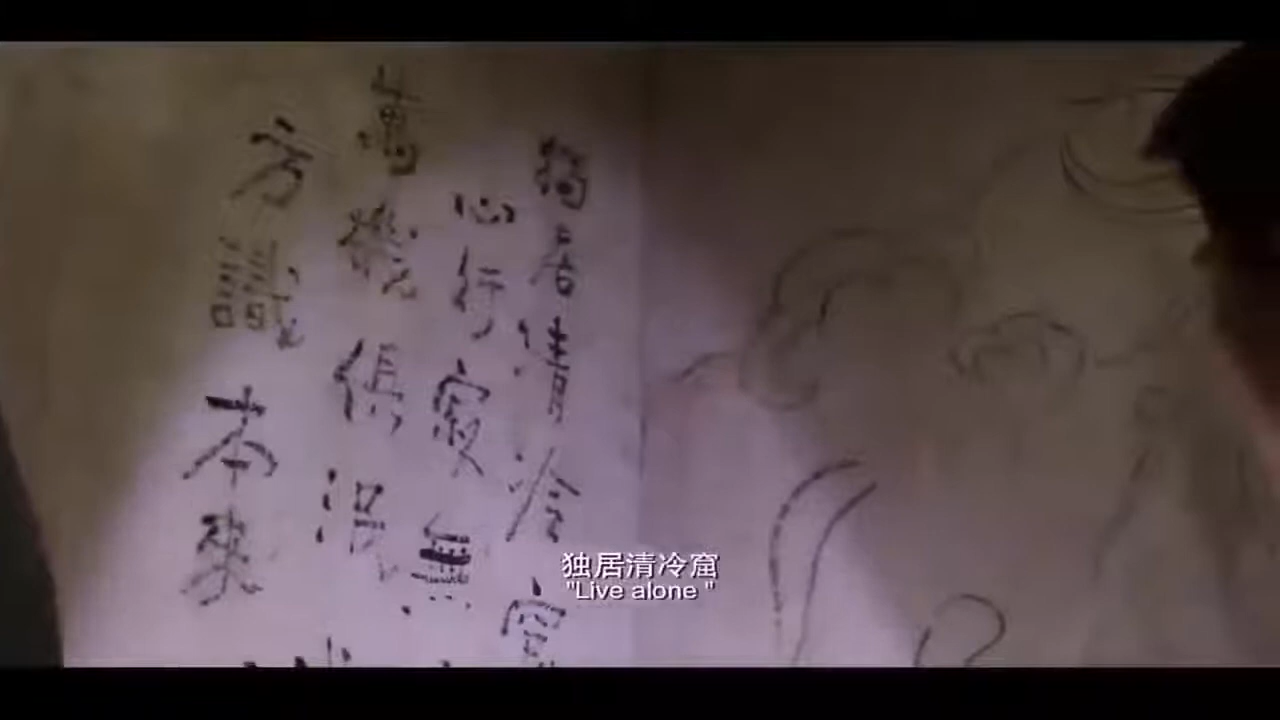 獨居清冷
心行寂無
萬機俱泯
方識本來
独居清冷窟
"Live alone "